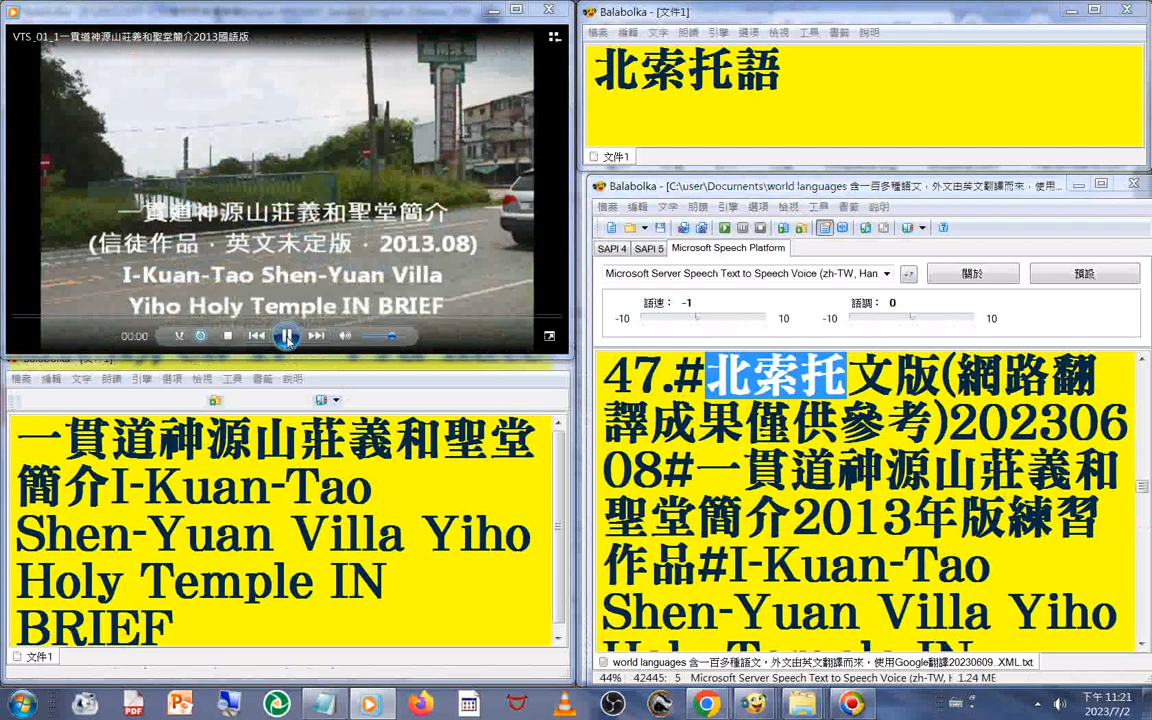 VTS_01_1一貫道神源山莊義和聖堂簡介2013國語版
一貫道神源山莊義和聖堂簡介
(信徒作品．英文未定版．2013.08)
I-Kuan-Tao Shen-Yuan Villa
Yiho Holy Temple IN BRIEF
00:00
Balabolka - [文件1]
檔案 編輯 文字 朗讀 引擎 選項 檢視 工具 書籤 說明
北索托語
文件1
Balabolka - [C:\user\Documents\world languages 含一百多種語文，外文由英文翻譯而來，使用...
檔案 編輯 文字 朗讀 引擎 選項 檢視 工具 書籤 說明
SAPI 4 SAPI 5 Microsoft Speech Platform
Microsoft Server Speech Text to Speech Voice (zh-TW, Han
關於 預設
語速： -1 語調： 0
-10 10 -10 10
47.#北索托文版(網路翻
譯成果僅供參考)202306
08#一貫道神源山莊義和
聖堂簡介2013年版練習
作品#I-Kuan-Tao
Shen-Yuan Villa Yiho
Holy Temple IN
world languages 含一百多種語文，外文由英文翻譯而來，使用Google翻譯20230609..XML.txt
44% 42445: 5 Microsoft Server Speech Text to Speech Voice (zh-TW, H 1.24 ME
Balabolka - [文件1]
檔案 編輯 文字 朗讀 引擎 選項 檢視 工具 書籤 說明
一貫道神源山莊義和聖堂
簡介I-Kuan-Tao
Shen-Yuan Villa Yiho
Holy Temple IN
BRIEF
文件1
下午 11:21
2023/7/2